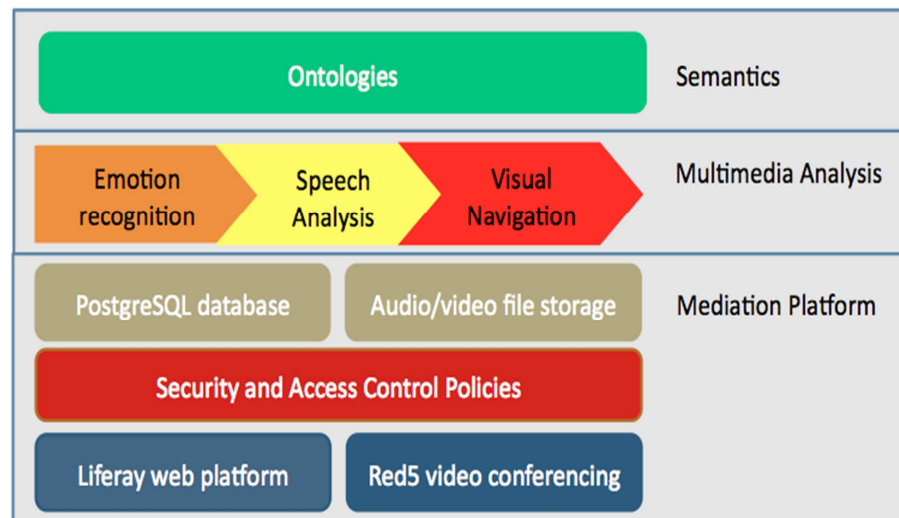 Ontologies
Semantics
Emotion
recognition
Speech
Analysis
Visual
Navigation
Multimedia Analysis
PostgreSQL database
Audio/video file storage
Mediation Platform
Security and Access Control Policies
Liferay web platform
Red5 video conferencing